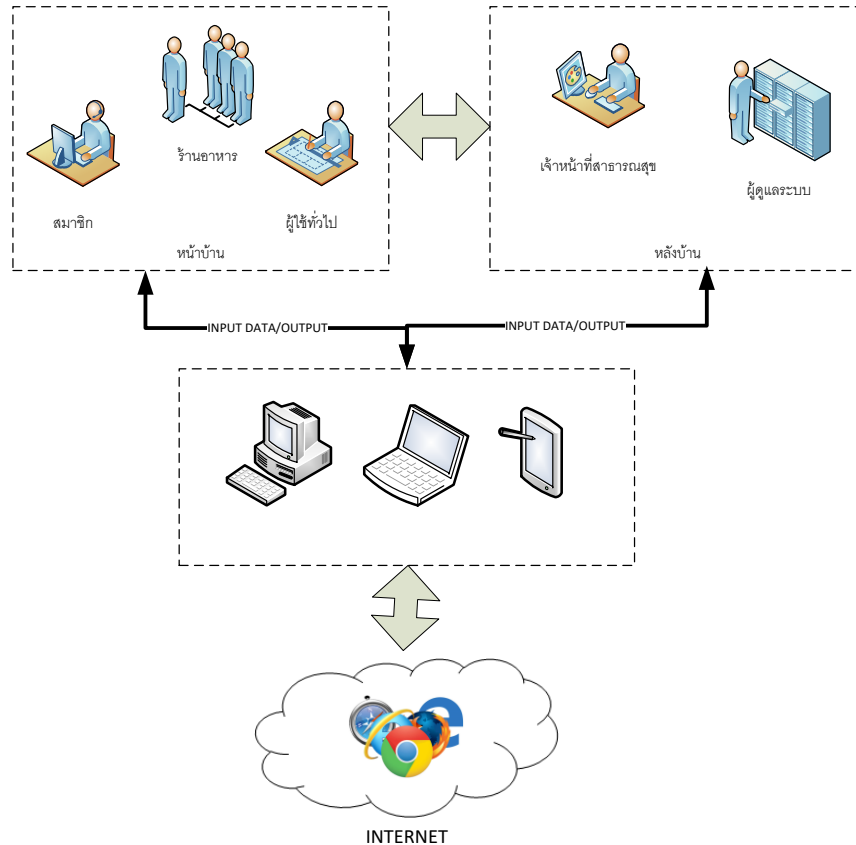 ร้านอาหาร
สมาชิก
ผู้ใช้ทั่วไป
หน้าบ้าน
เจ้าหน้าที่สาธารณสุข
ผู้ดูแลระบบ
หลังบ้าน
INPUT DATA/OUTPUT
INPUT DATA/OUTPUT
INTERNET